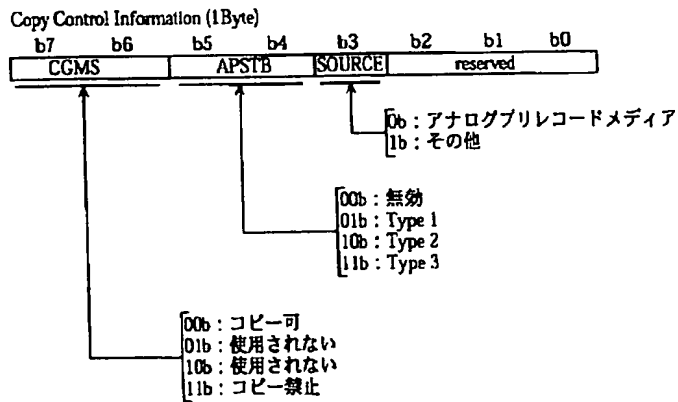 Copy Control Information (1Byte)
b7 b6 b5 b4 b3 b2 b1 b0
CGMS APSTB SOURCE reserved
0b : アナログプリレコードメディア
1b : その他
00b : 無効
01b : Type 1
10b : Type 2
11b : Type 3
00b : コピー可
01b : 使用されない
10b : 使用されない
11b : コピー禁止